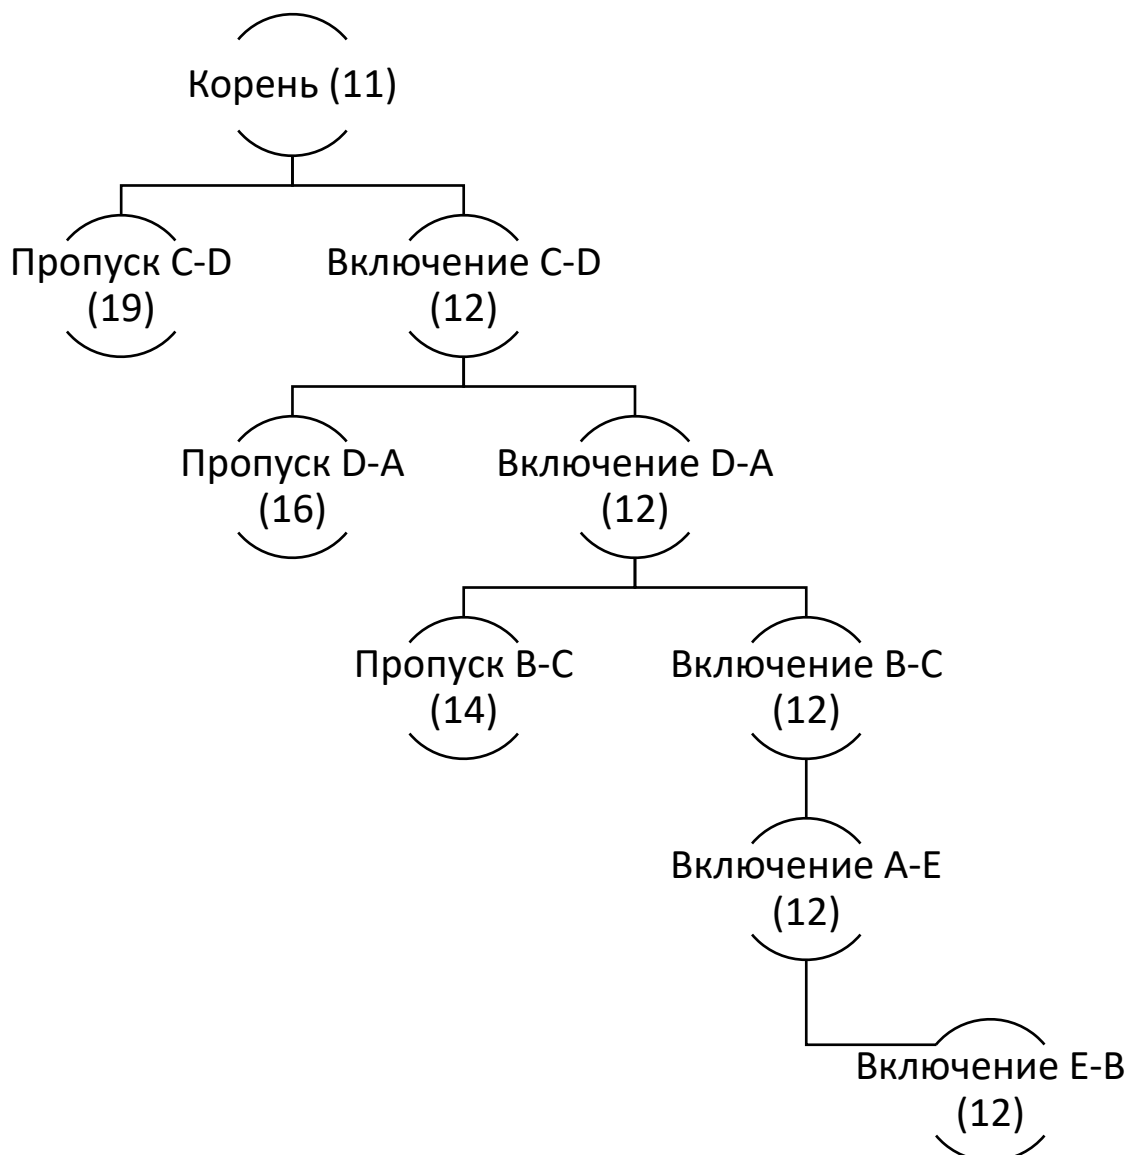 Корень (11)
Пропуск C-D
(19)
Включение C-D
(12)
Пропуск D-A
(16)
Включение D-A
(12)
Пропуск B-C
(14)
Включение B-C
(12)
Включение A-E
(12)
Включение E-B
(12)